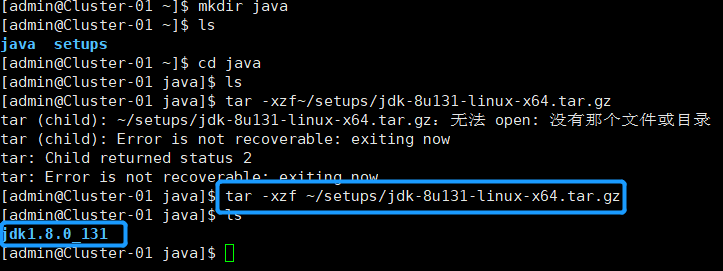 [admin@Cluster-01 ~]$ mkdir java
[admin@Cluster-01 ~]$ ls
java  setups
[admin@Cluster-01 ~]$ cd java
[admin@Cluster-01 java]$ ls
[admin@Cluster-01 java]$ tar -xzf~/setups/jdk-8u131-linux-x64.tar.gz
tar (child): ~/setups/jdk-8u131-linux-x64.tar.gz：无法 open: 没有那个文件或目录
tar (child): Error is not recoverable: exiting now
tar: Child returned status 2
tar: Error is not recoverable: exiting now
[admin@Cluster-01 java]$ tar -xzf ~/setups/jdk-8u131-linux-x64.tar.gz
[admin@Cluster-01 java]$ ls
jdk1.8.0_131
[admin@Cluster-01 java]$